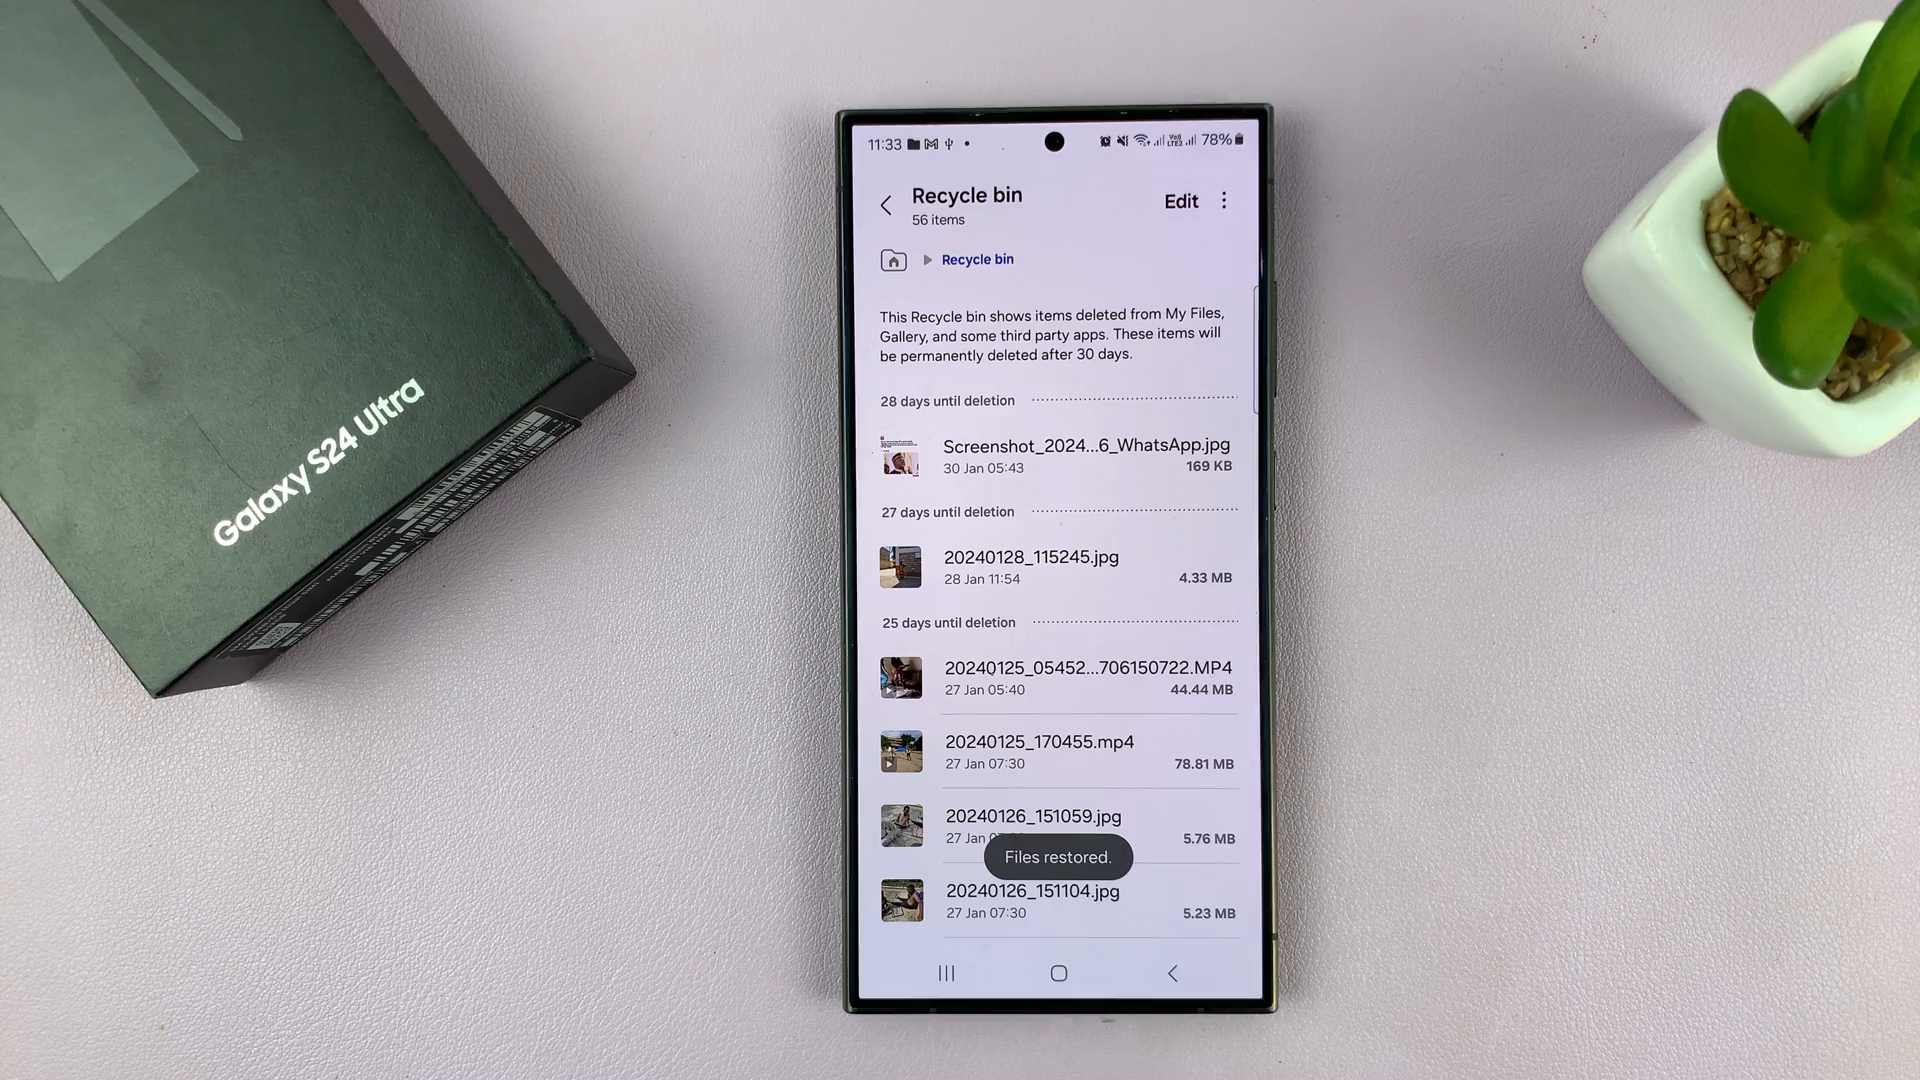 Galaxy S24 Ultra
11:33
78%
Recycle bin
Edit
56 items
Recycle bin
This Recycle bin shows items deleted from My Files,
Gallery, and some third party apps. These items will
be permanently deleted after 30 days.
28 days until deletion
Screenshot_2024...6_WhatsApp.jpg
30 Jan 05:43
169 KB
27 days until deletion
20240128_115245.jpg
28 Jan 11:54
4.33 MB
25 days until deletion
20240125_05452...706150722.MP4
27 Jan 05:40
44.44 MB
20240125_170455.mp4
27 Jan 07:30
78.81 MB
20240126_151059.jpg
27 Jan
5.76 MB
Files restored.
20240126_151104.jpg
27 Jan 07:30
5.23 MB